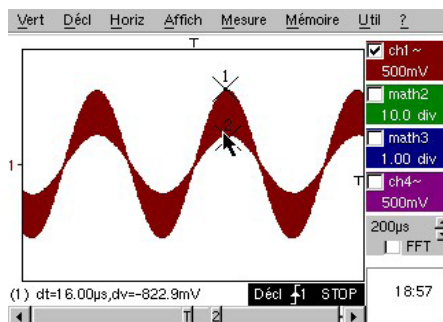 Vert Décl Horiz Affich Mesure Mémoire Util ?
T
ch1~
500mV
math2
10.0 div
math3
1.00 div
ch4~
500mV
200µs
FFT
1
2
1
T
(1) dt=16.00µs,dv=-822.9mV
Décl 1 STOP
18:57
T 2